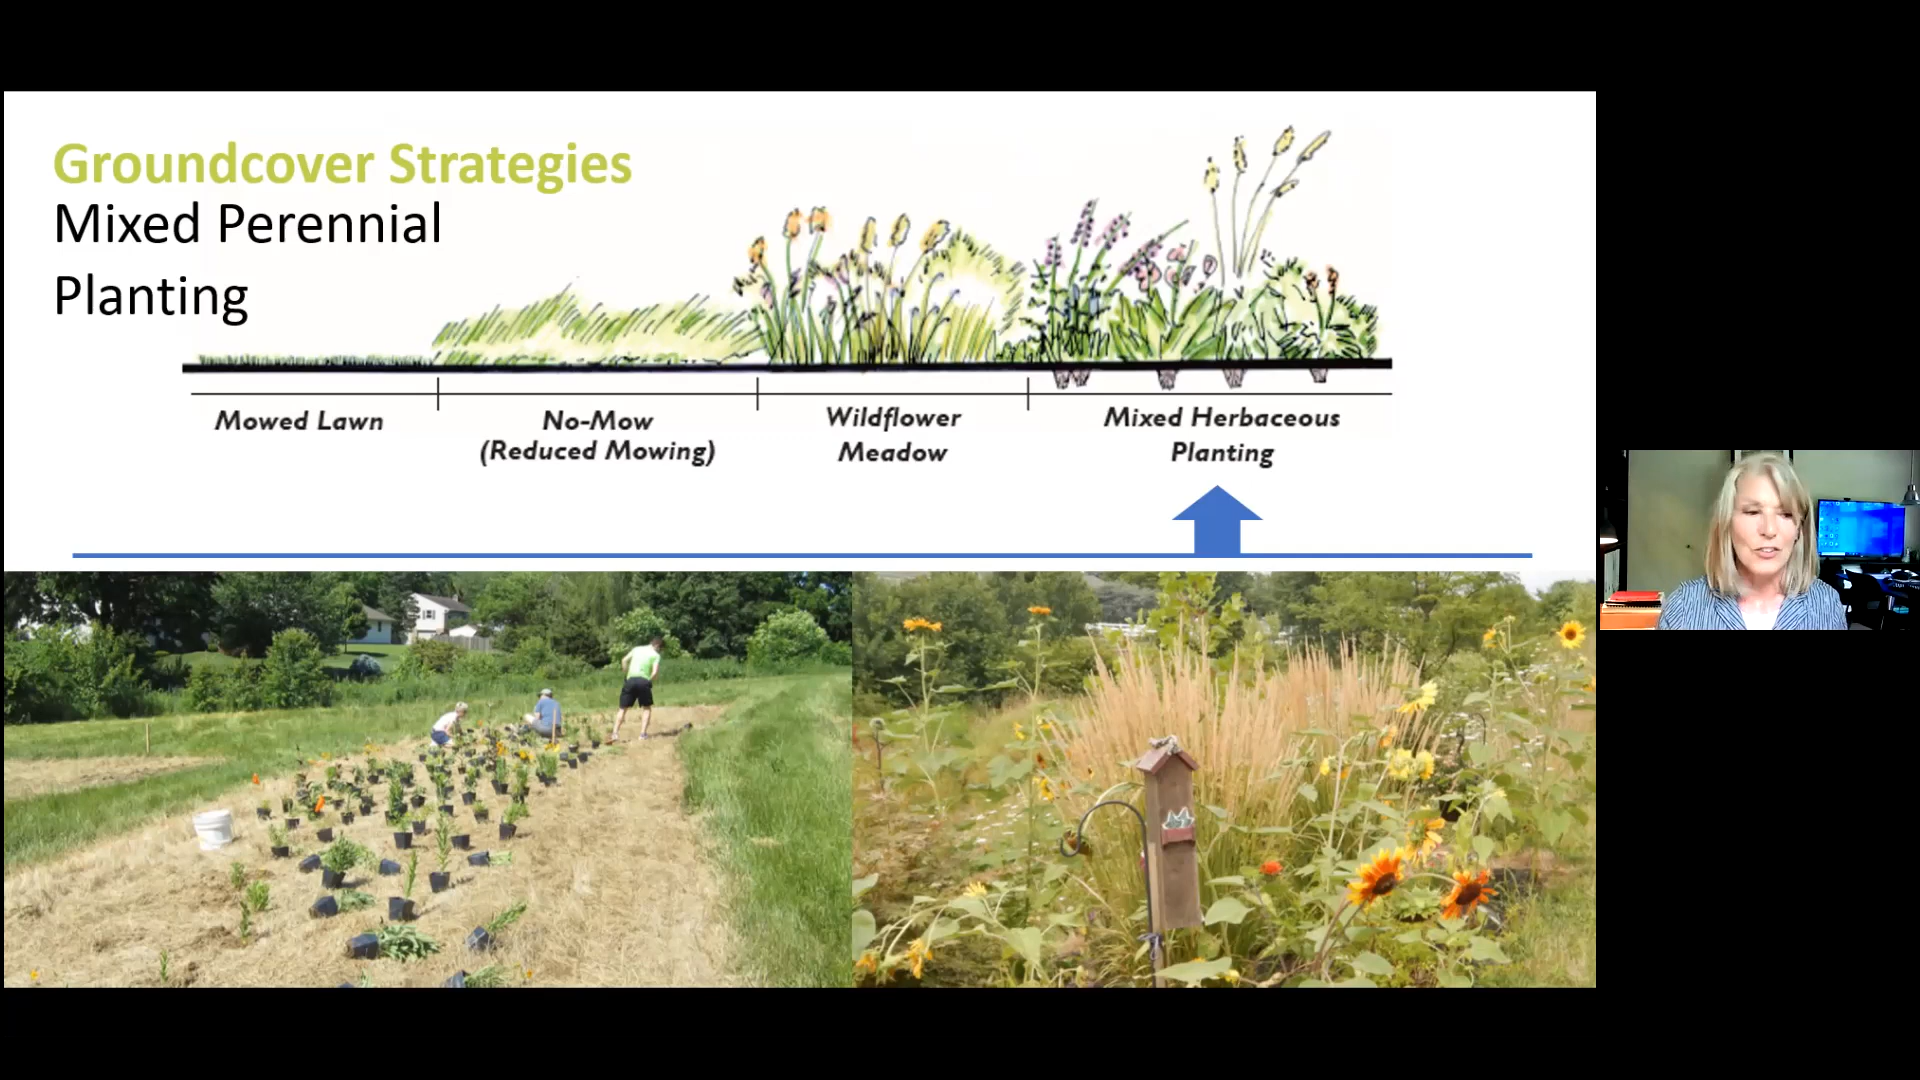 Groundcover Strategies
Mixed Perennial
Planting
Mowed Lawn
No-Mow
(Reduced Mowing)
Wildflower
Meadow
Mixed Herbaceous
Planting